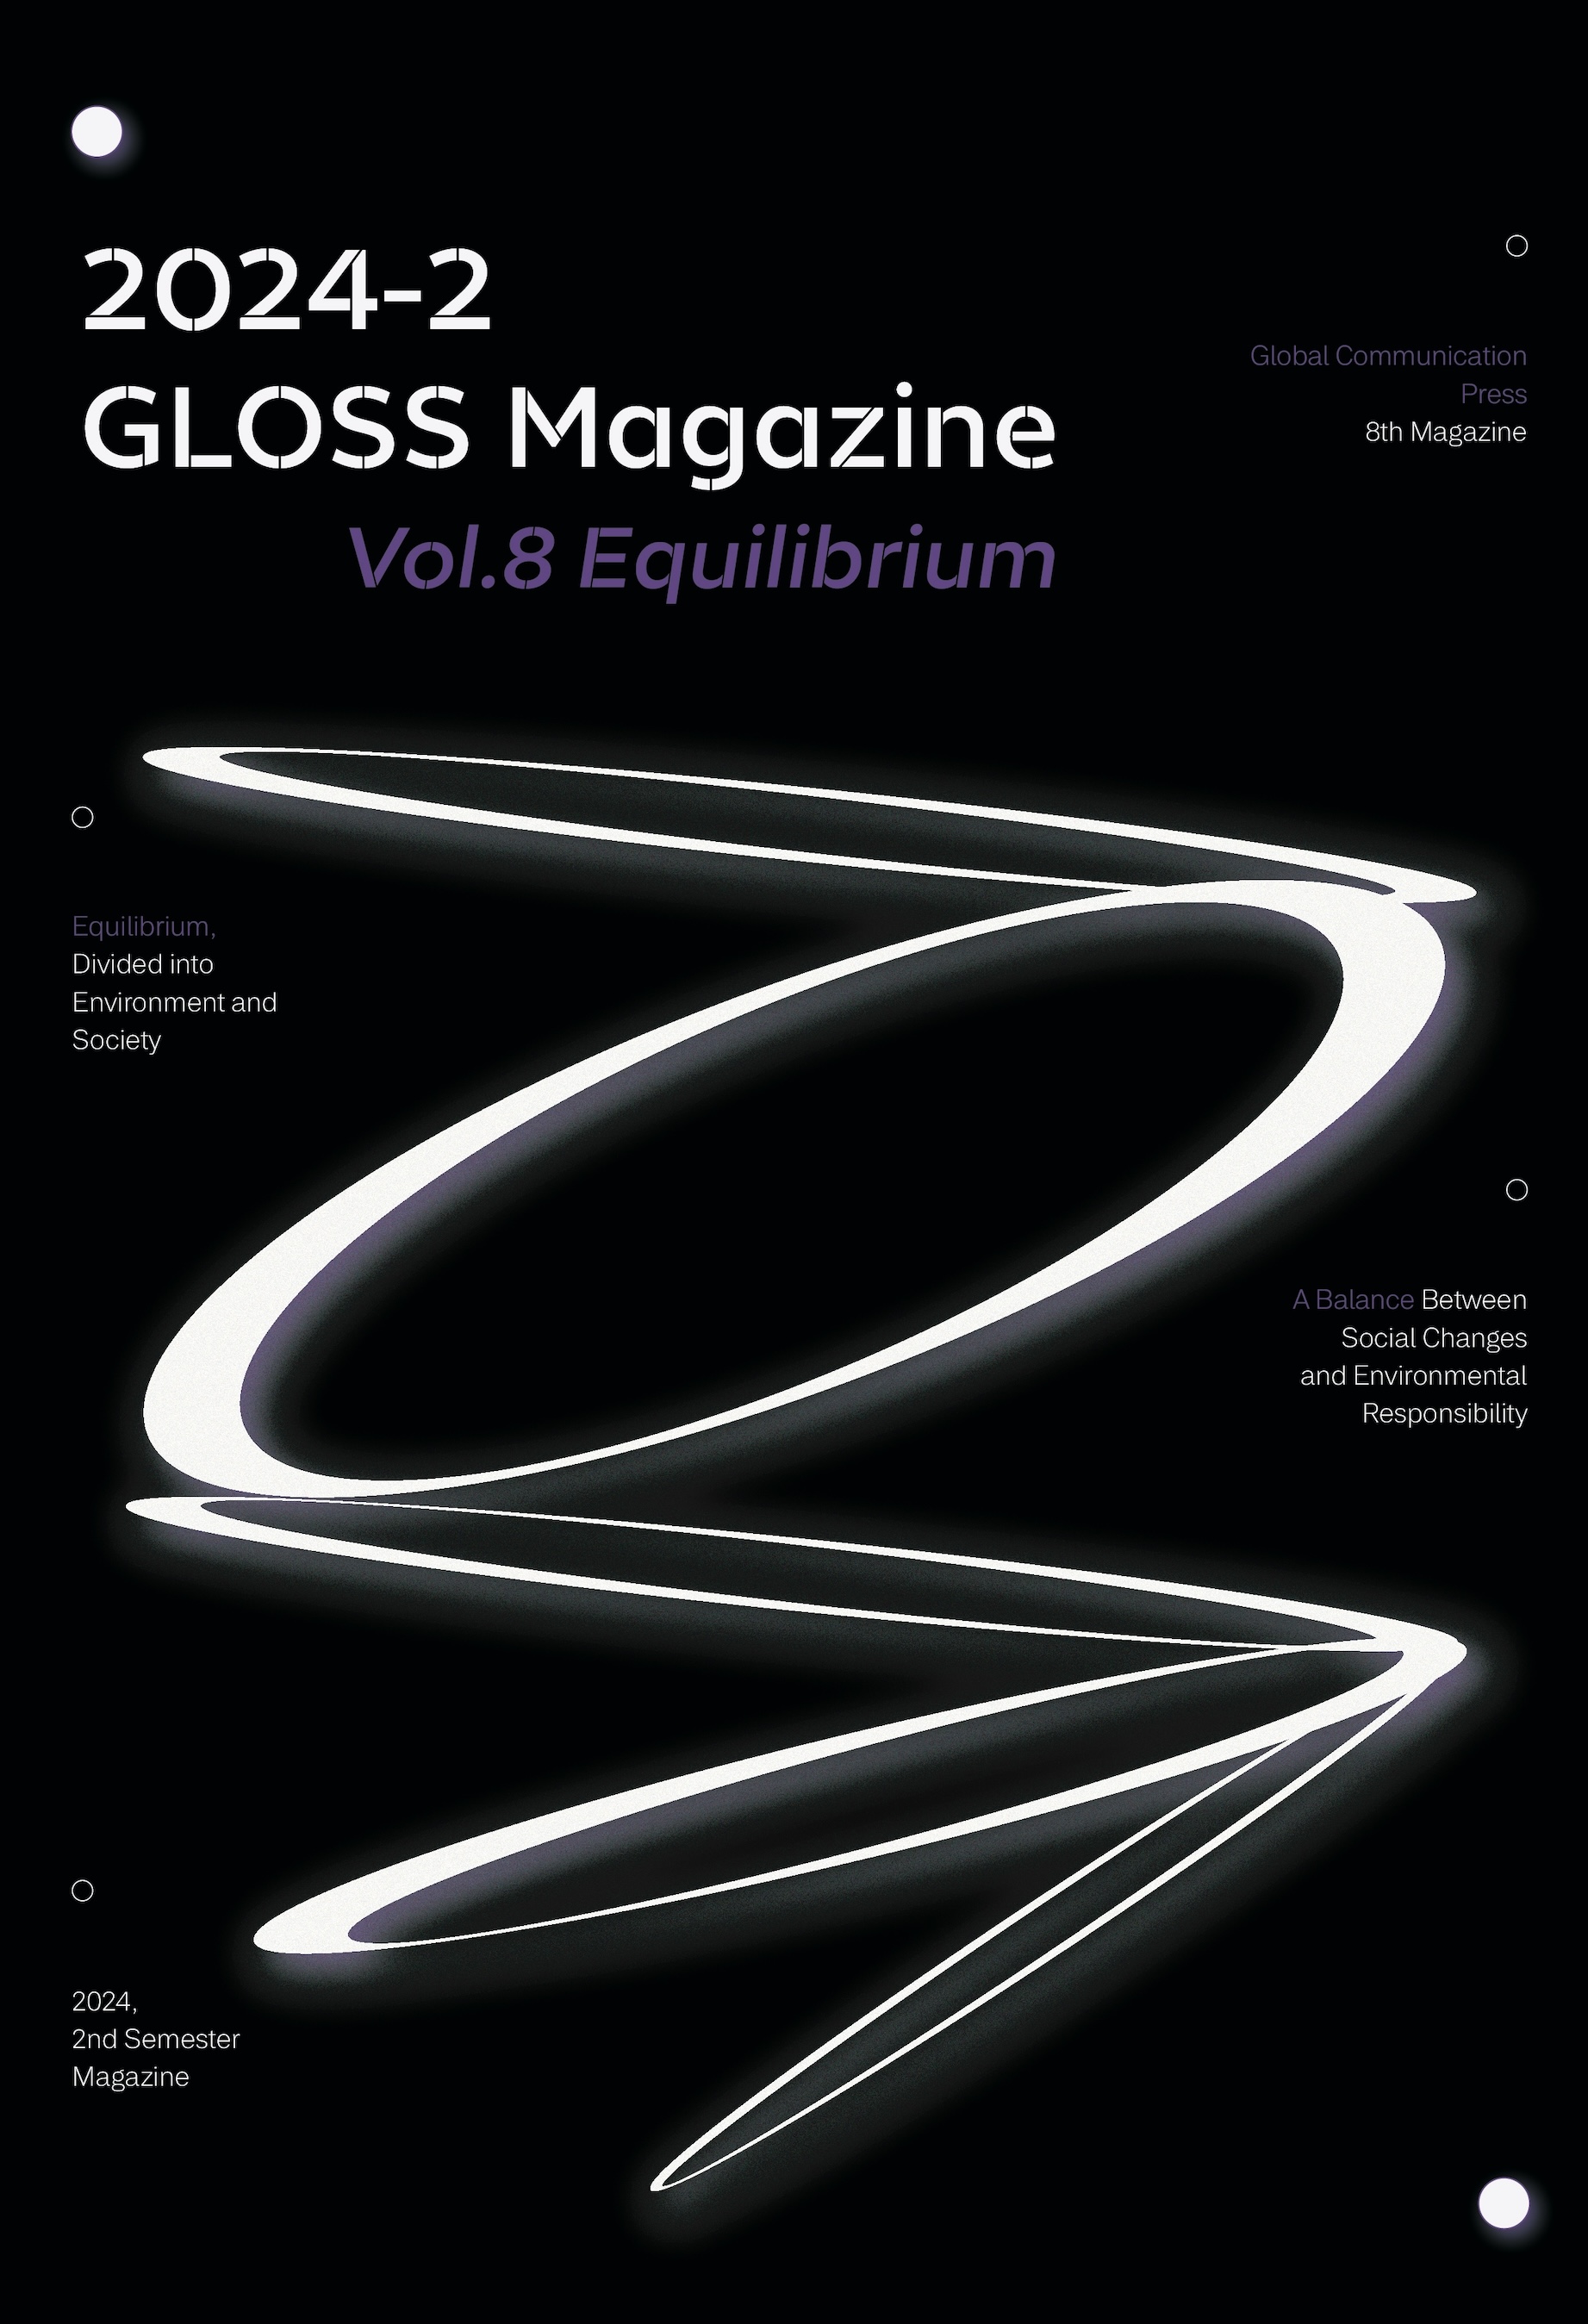 2024-2
GLOSS Magazine
Vol.8 Equilibrium
Global Communication
Press
8th Magazine
Equilibrium,
Divided into
Environment and
Society
A Balance Between
Social Changes
and Environmental
Responsibility
2024,
2nd Semester
Magazine